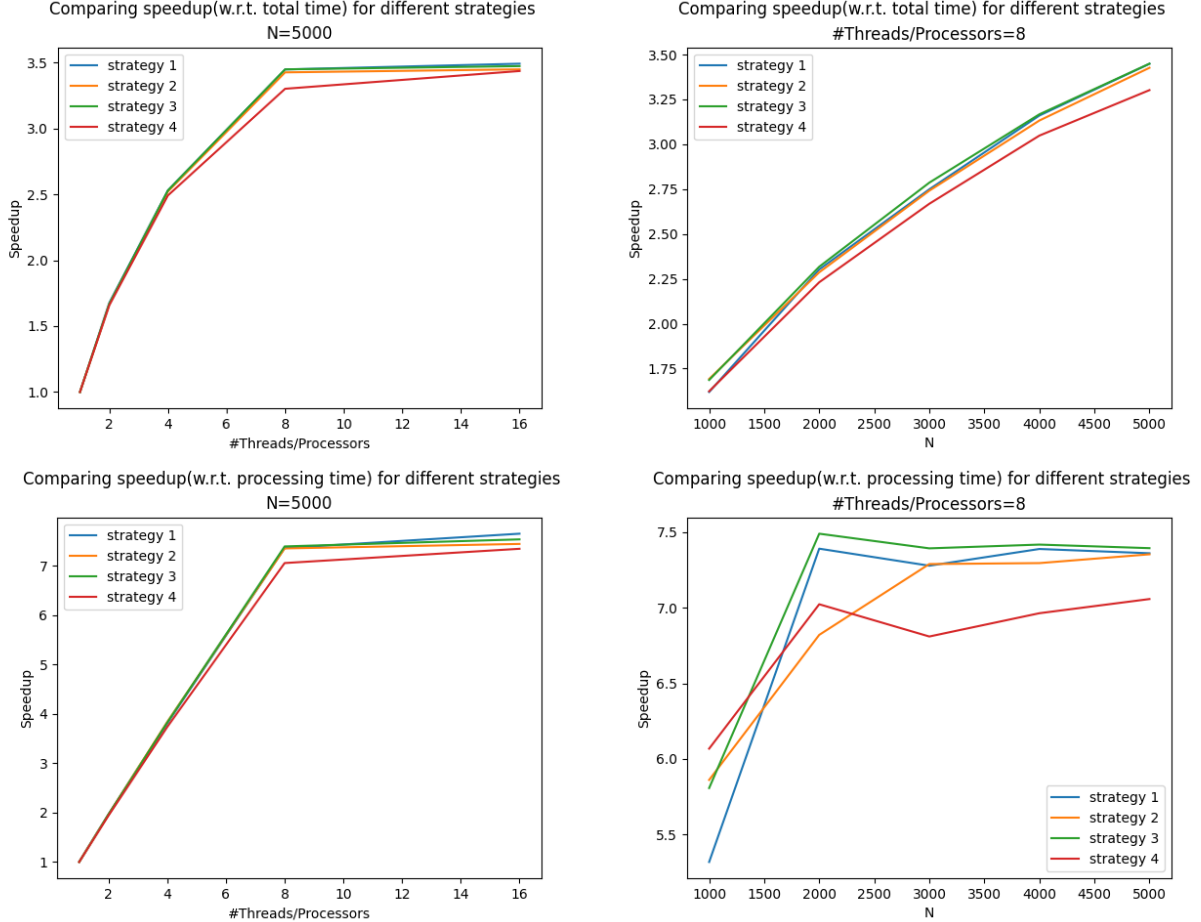 Comparing speedup(w.r.t. total time) for different strategies
N=5000
3.5
3.0
2.5
2.0
1.5
1.0
Speedup
strategy 1
strategy 2
strategy 3
strategy 4
2 4 6 8 10 12 14 16
#Threads/Processors
Comparing speedup(w.r.t. total time) for different strategies
#Threads/Processors=8
3.50
3.25
3.00
2.75
2.50
2.25
2.00
1.75
Speedup
strategy 1
strategy 2
strategy 3
strategy 4
1000 1500 2000 2500 3000 3500 4000 4500 5000
N
Comparing speedup(w.r.t. processing time) for different strategies
N=5000
7
6
5
4
3
2
1
Speedup
strategy 1
strategy 2
strategy 3
strategy 4
2 4 6 8 10 12 14 16
#Threads/Processors
Comparing speedup(w.r.t. processing time) for different strategies
#Threads/Processors=8
7.5
7.0
6.5
6.0
5.5
Speedup
strategy 1
strategy 2
strategy 3
strategy 4
1000 1500 2000 2500 3000 3500 4000 4500 5000
N